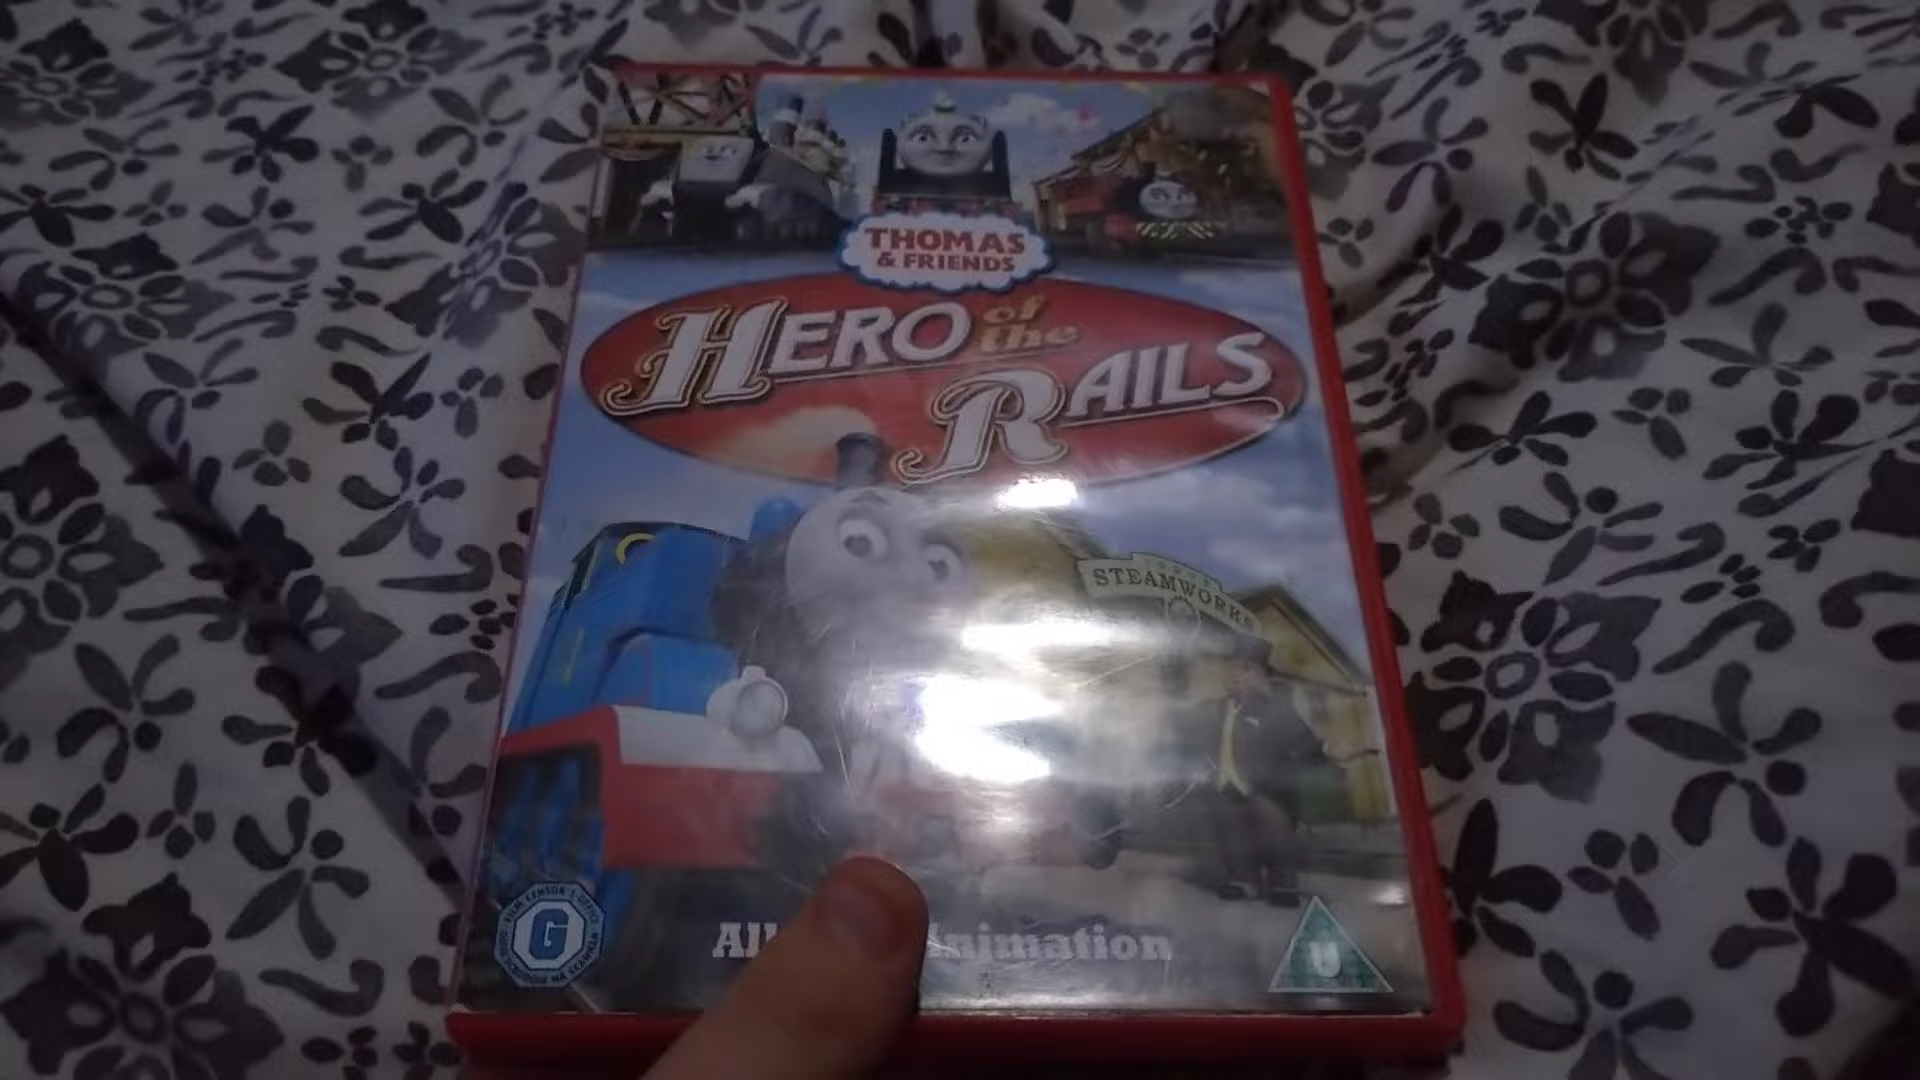 THOMAS
& FRIENDS
HERO of the RAILS
STEAMWORKS
All
Animation
G
U